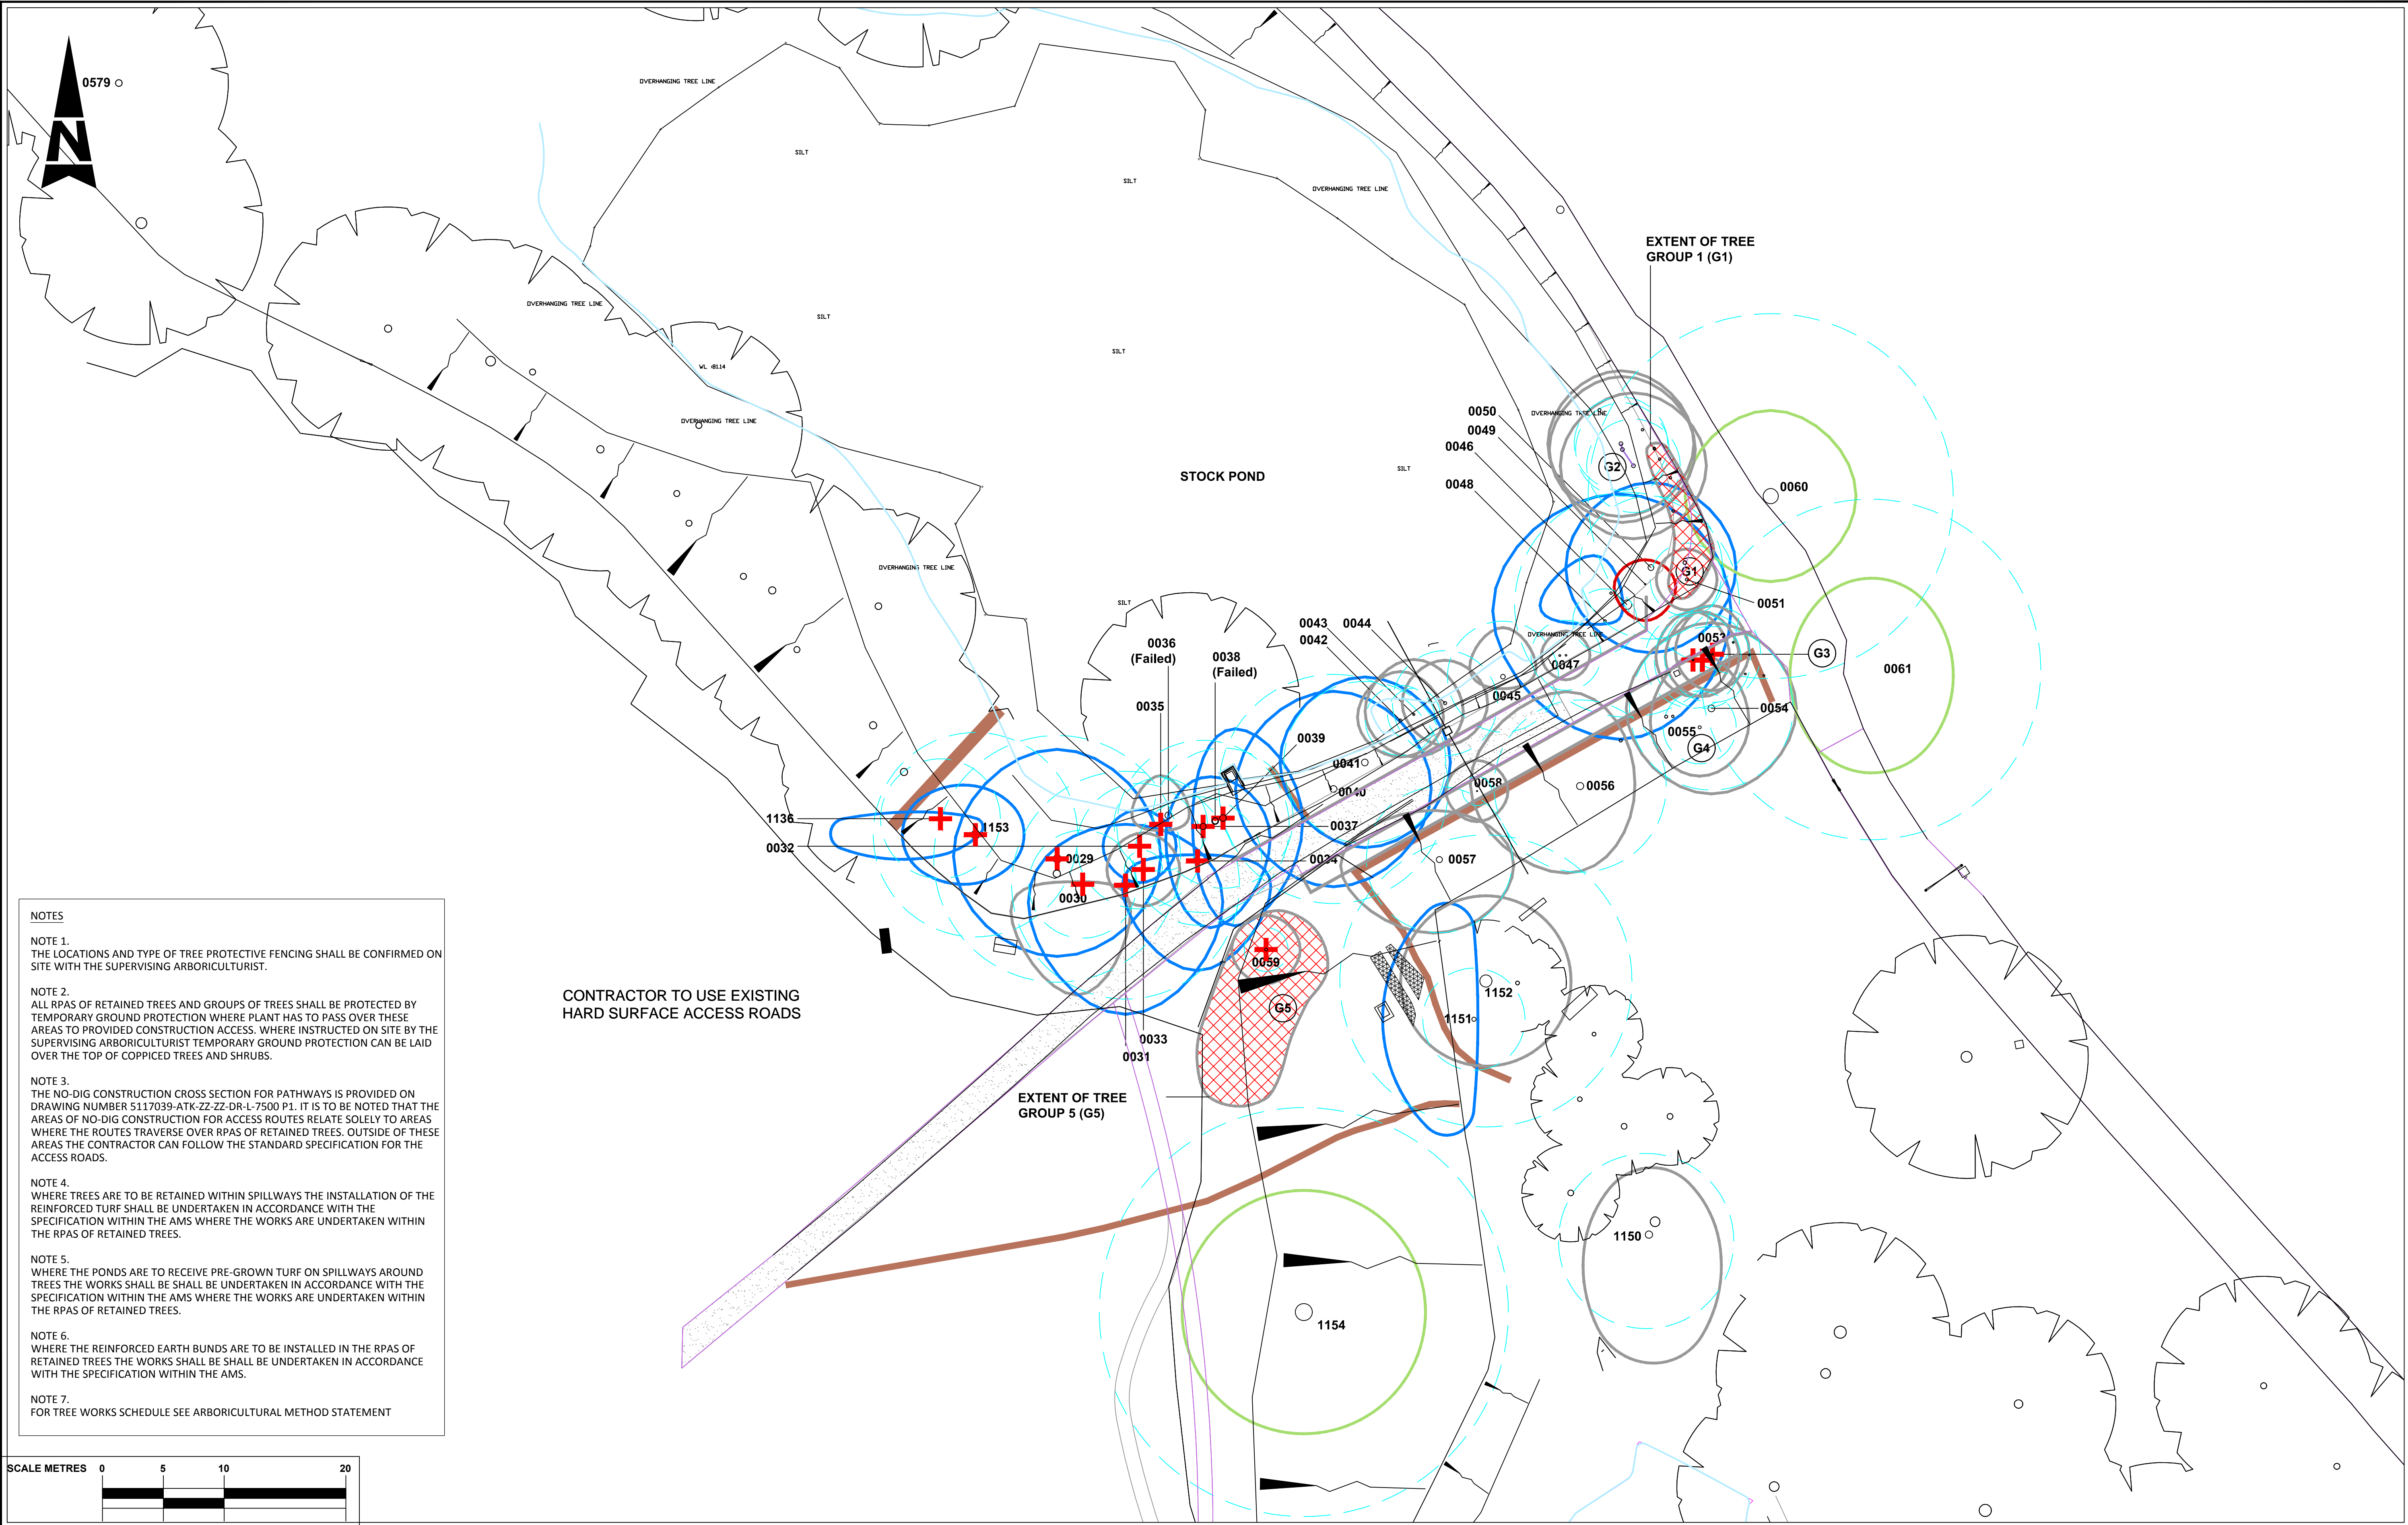 0579
N
OVERHANGING TREE LINE
SILT
SILT
OVERHANGING TREE LINE
EXTENT OF TREE
GROUP 1 (G1)
OVERHANGING TREE LINE
SILT
SILT
WL
OVERHANGING TREE LINE
0050
OVERHANGING TREE LINE
0049
0046
G2
SILT
STOCK POND
0048
0060
OVERHANGING TREE LINE
G1
SILT
0051
0043
0044
0042
OVERHANGING TREE LINE
0036
(Failed)
0038
(Failed)
0053
G3
0047
0061
0045
0035
0054
0039
0055
G4
0041
0058
0056
0040
1136
1153
0037
0032
0029
0034
0057
0030
0059
1152
G5
1151
CONTRACTOR TO USE EXISTING
HARD SURFACE ACCESS ROADS
0033
0031
EXTENT OF TREE
GROUP 5 (G5)
1150
1154
NOTES
NOTE 1.
THE LOCATIONS AND TYPE OF TREE PROTECTIVE FENCING SHALL BE CONFIRMED ON
SITE WITH THE SUPERVISING ARBORICULTURIST.
NOTE 2.
ALL RPAS OF RETAINED TREES AND GROUPS OF TREES SHALL BE PROTECTED BY
TEMPORARY GROUND PROTECTION WHERE PLANT HAS TO PASS OVER THESE
AREAS TO PROVIDED CONSTRUCTION ACCESS. WHERE INSTRUCTED ON SITE BY THE
SUPERVISING ARBORICULTURIST TEMPORARY GROUND PROTECTION CAN BE LAID
OVER THE TOP OF COPPICED TREES AND SHRUBS.
NOTE 3.
THE NO-DIG CONSTRUCTION CROSS SECTION FOR PATHWAYS IS PROVIDED ON
DRAWING NUMBER 5117039-ATK-ZZ-ZZ-DR-L-7500 P1. IT IS TO BE NOTED THAT THE
AREAS OF NO-DIG CONSTRUCTION FOR ACCESS ROUTES RELATE SOLELY TO AREAS
WHERE THE ROUTES TRAVERSE OVER RPAS OF RETAINED TREES. OUTSIDE OF THESE
AREAS THE CONTRACTOR CAN FOLLOW THE STANDARD SPECIFICATION FOR THE
ACCESS ROADS.
NOTE 4.
WHERE TREES ARE TO BE RETAINED WITHIN SPILLWAYS THE INSTALLATION OF THE
REINFORCED TURF SHALL BE UNDERTAKEN IN ACCORDANCE WITH THE
SPECIFICATION WITHIN THE AMS WHERE THE WORKS ARE UNDERTAKEN WITHIN
THE RPAS OF RETAINED TREES.
NOTE 5.
WHERE THE PONDS ARE TO RECEIVE PRE-GROWN TURF ON SPILLWAYS AROUND
TREES THE WORKS SHALL BE SHALL BE UNDERTAKEN IN ACCORDANCE WITH THE
SPECIFICATION WITHIN THE AMS WHERE THE WORKS ARE UNDERTAKEN WITHIN
THE RPAS OF RETAINED TREES.
NOTE 6.
WHERE THE REINFORCED EARTH BUNDS ARE TO BE INSTALLED IN THE RPAS OF
RETAINED TREES THE WORKS SHALL BE SHALL BE UNDERTAKEN IN ACCORDANCE
WITH THE SPECIFICATION WITHIN THE AMS.
NOTE 7.
FOR TREE WORKS SCHEDULE SEE ARBORICULTURAL METHOD STATEMENT
SCALE METRES 0 5 10 20